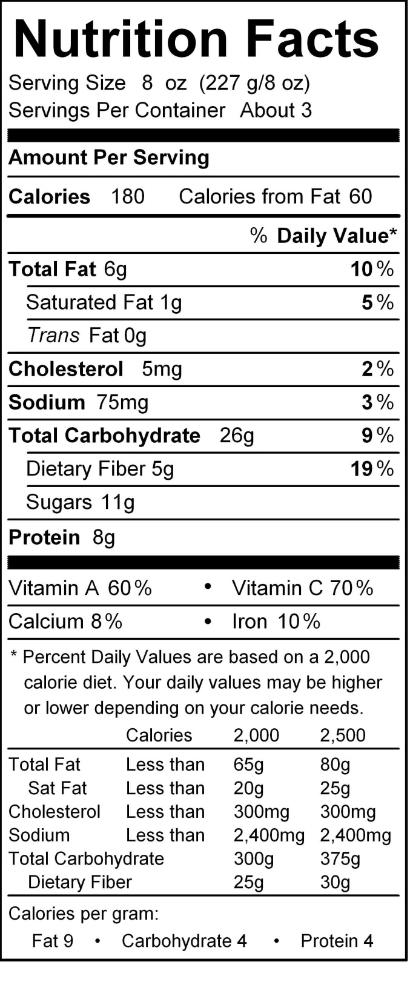 Nutrition Facts
Serving Size 8 oz (227 g/8 oz)
Servings Per Container About 3
Amount Per Serving
Calories 180 Calories from Fat 60
% Daily Value*
Total Fat 6g 10%
Saturated Fat 1g 5%
Trans Fat 0g
Cholesterol 5mg 2%
Sodium 75mg 3%
Total Carbohydrate 26g 9%
Dietary Fiber 5g 19%
Sugars 11g
Protein 8g
Vitamin A 60% • Vitamin C 70%
Calcium 8% • Iron 10%
* Percent Daily Values are based on a 2,000
calorie diet. Your daily values may be higher
or lower depending on your calorie needs.
Calories 2,000 2,500
Total Fat Less than 65g 80g
Sat Fat Less than 20g 25g
Cholesterol Less than 300mg 300mg
Sodium Less than 2,400mg 2,400mg
Total Carbohydrate 300g 375g
Dietary Fiber 25g 30g
Calories per gram:
Fat 9 • Carbohydrate 4 • Protein 4